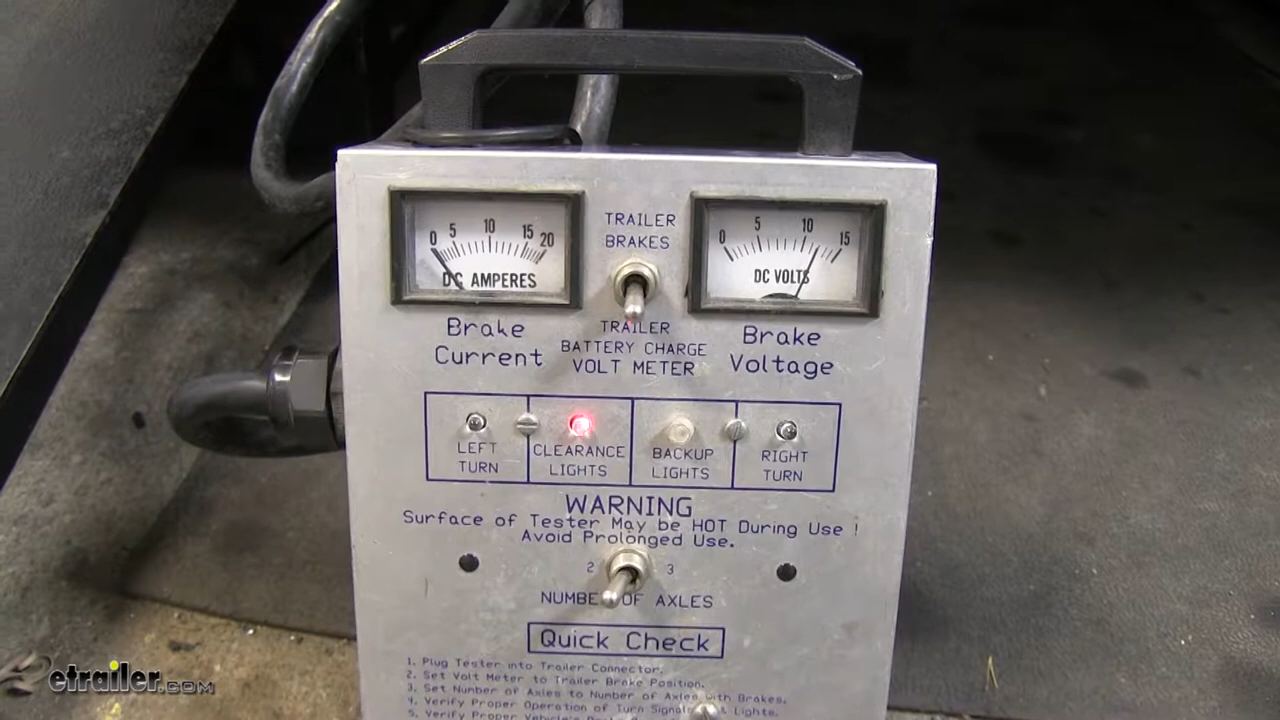 0 5 10 15 20
DC AMPERES
TRAILER
BRAKES
0 5 10 15
DC VOLTS
Brake
Current
TRAILER
BATTERY CHARGE
VOLT METER
Brake
Voltage
LEFT
TURN
CLEARANCE
LIGHTS
BACKUP
LIGHTS
RIGHT
TURN
WARNING
Surface of Tester May be HOT During Use !
Avoid Prolonged Use.
2 3
NUMBER OF AXLES
Quick Check
1. Plug Tester into Trailer Connector.
2. Set Volt Meter to Trailer Brake Position.
3. Set Number of Axles to Number of Axles with Brakes.
4. Verify Proper Operation of Turn Signals & Lights.
5. Verify Proper Vehicle's
etrailer.com